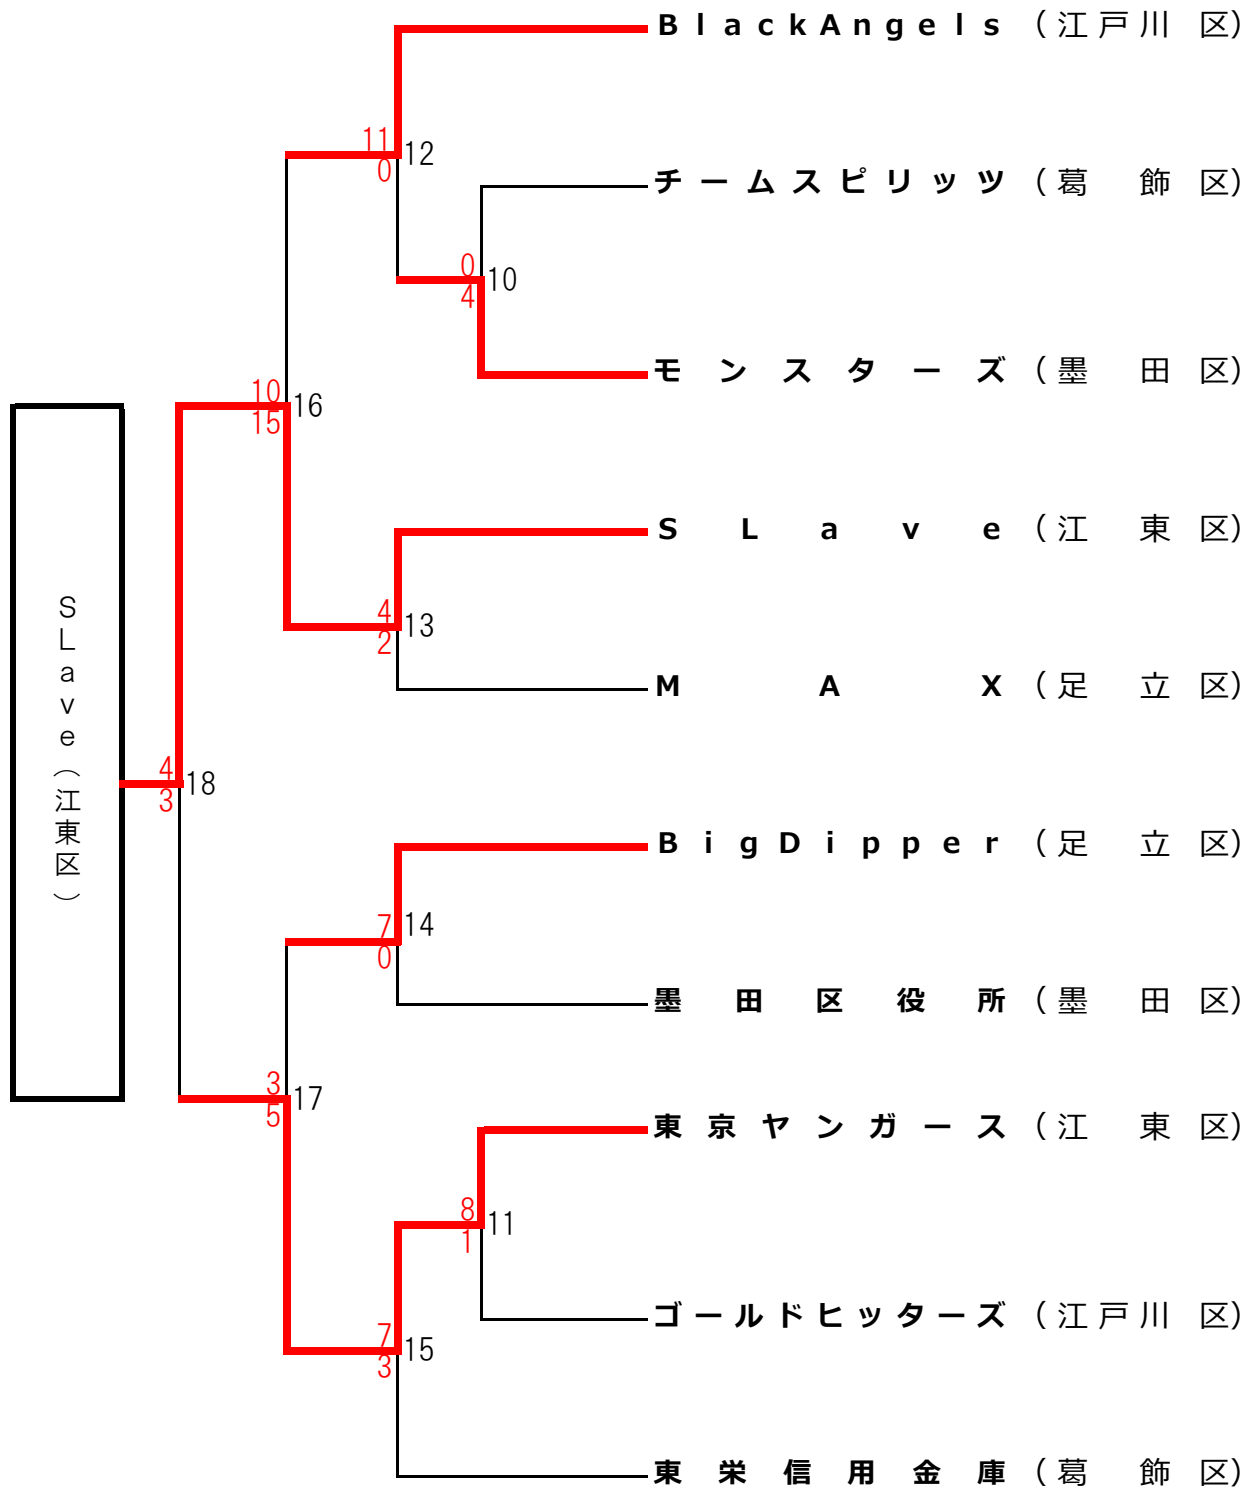 BlackAngels（江戸川区）
11
0
12
チームスピリッツ（葛飾区）
0
4
10
モンスターズ（墨田区）
10
15
16
SLave（江東区）
4
2
13
MAX（足立区）
SLave（江東区）
4
3
18
BigDipper（足立区）
7
0
14
墨田区役所（墨田区）
3
5
17
東京ヤンガース（江東区）
8
1
11
ゴールドヒッターズ（江戸川区）
7
3
15
東栄信用金庫（葛飾区）